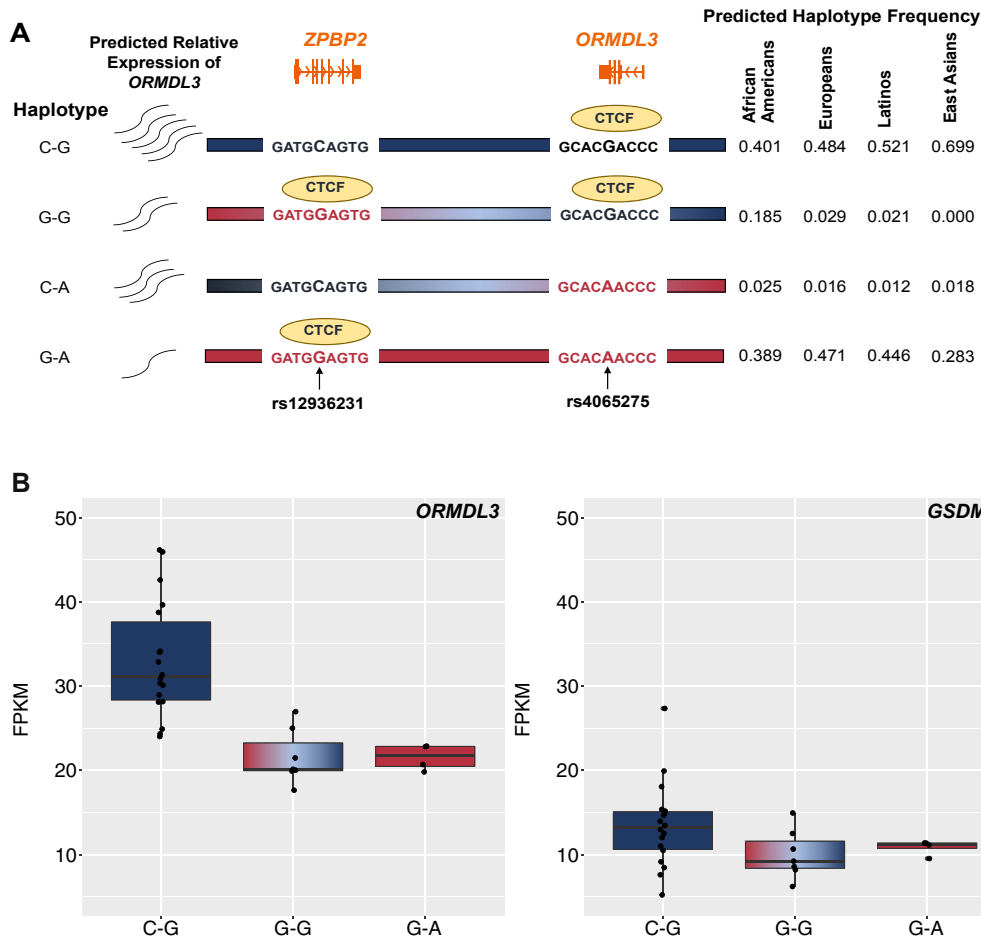 A
Predicted Relative
Expression of
ORMDL3
ZPBP2
ORMDL3
Predicted Haplotype Frequency
African
Americans
Europeans
Latinos
East Asians
Haplotype
C-G
GATGCAGTG
CTCF
GCACGACCC
0.401 0.484 0.521 0.699
G-G
CTCF
GATGGAGTG
CTCF
GCACGACCC
0.185 0.029 0.021 0.000
C-A
GATGCAGTG
GCACAACCC
0.025 0.016 0.012 0.018
G-A
CTCF
GATGGAGTG
GCACAACCC
0.389 0.471 0.446 0.283
rs12936231
rs4065275
B
ORMDL3
FPKM
50
40
30
20
10
C-G G-G G-A
GSDM
FPKM
50
40
30
20
10
C-G G-G G-A